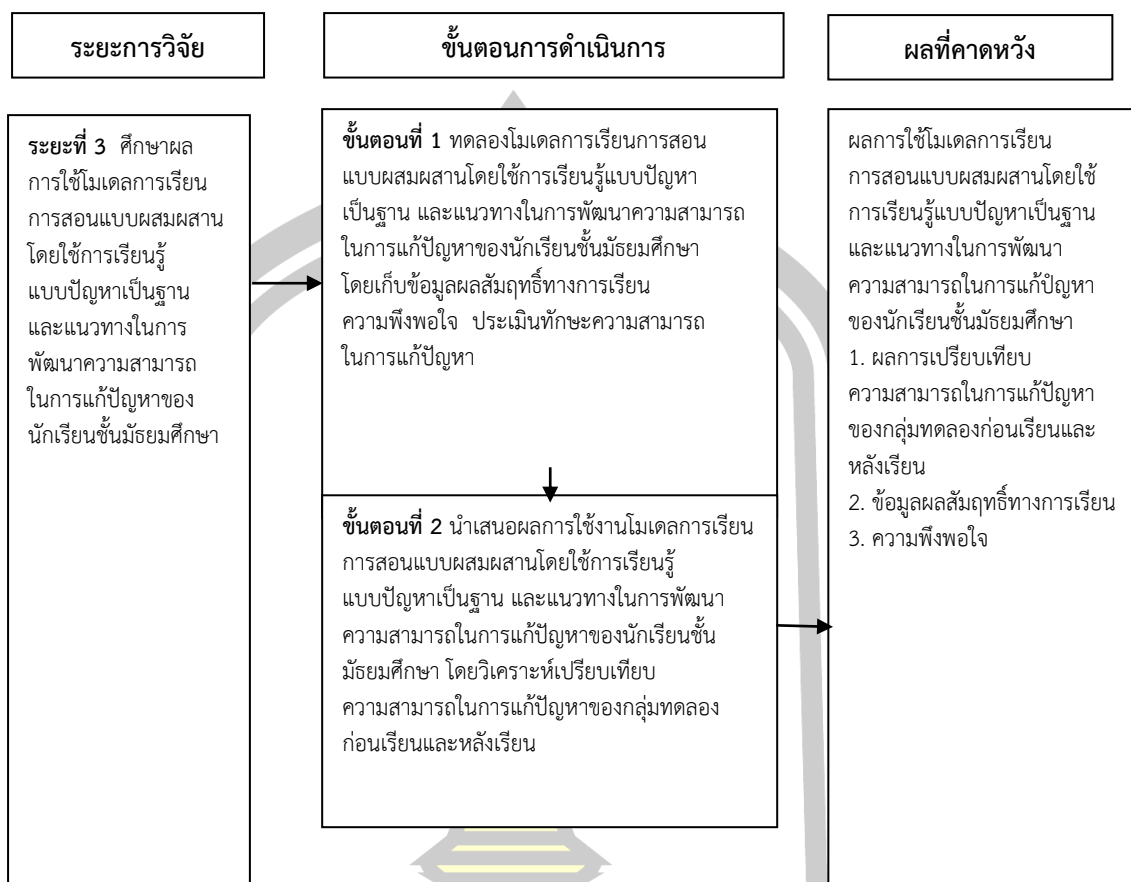 ระยะการวิจัย
ขั้นตอนการดำเนินการ
ผลที่คาดหวัง
ระยะที่ 3 ศึกษาผล
การใช้โมเดลการเรียน
การสอนแบบผสมผสาน
โดยใช้การเรียนรู้
แบบปัญหาเป็นฐาน
และแนวทางในการ
พัฒนาความสามารถ
ในการแก้ปัญหาของ
นักเรียนชั้นมัธยมศึกษา
ขั้นตอนที่ 1 ทดลองโมเดลการเรียนการสอน
แบบผสมผสานโดยใช้การเรียนรู้แบบปัญหา
เป็นฐาน และแนวทางในการพัฒนาความสามารถ
ในการแก้ปัญหาของนักเรียนชั้นมัธยมศึกษา
โดยเก็บข้อมูลผลสัมฤทธิ์ทางการเรียน
ความพึงพอใจ ประเมินทักษะความสามารถ
ในการแก้ปัญหา
ขั้นตอนที่ 2 นำเสนอผลการใช้งานโมเดลการเรียน
การสอนแบบผสมผสานโดยใช้การเรียนรู้
แบบปัญหาเป็นฐาน และแนวทางในการพัฒนา
ความสามารถในการแก้ปัญหาของนักเรียนชั้น
มัธยมศึกษา โดยวิเคราะห์เปรียบเทียบ
ความสามารถในการแก้ปัญหาของกลุ่มทดลอง
ก่อนเรียนและหลังเรียน
ผลการใช้โมเดลการเรียน
การสอนแบบผสมผสานโดยใช้
การเรียนรู้แบบปัญหาเป็นฐาน
และแนวทางในการพัฒนา
ความสามารถในการแก้ปัญหา
ของนักเรียนชั้นมัธยมศึกษา
1. ผลการเปรียบเทียบ
ความสามารถในการแก้ปัญหา
ของกลุ่มทดลองก่อนเรียนและ
หลังเรียน
2. ข้อมูลผลสัมฤทธิ์ทางการเรียน
3. ความพึงพอใจ